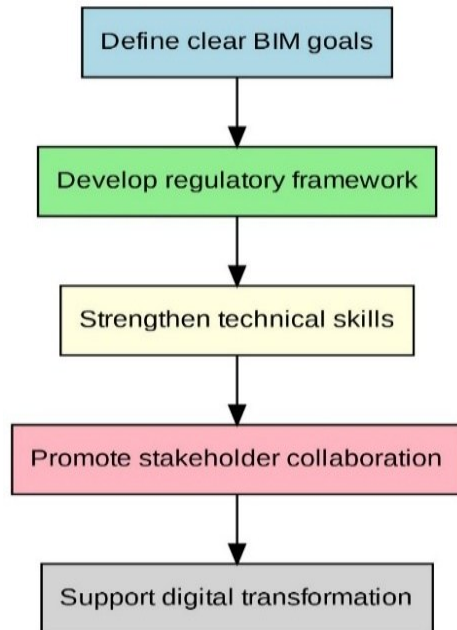 Define clear BIM goals
Develop regulatory framework
Strengthen technical skills
Promote stakeholder collaboration
Support digital transformation